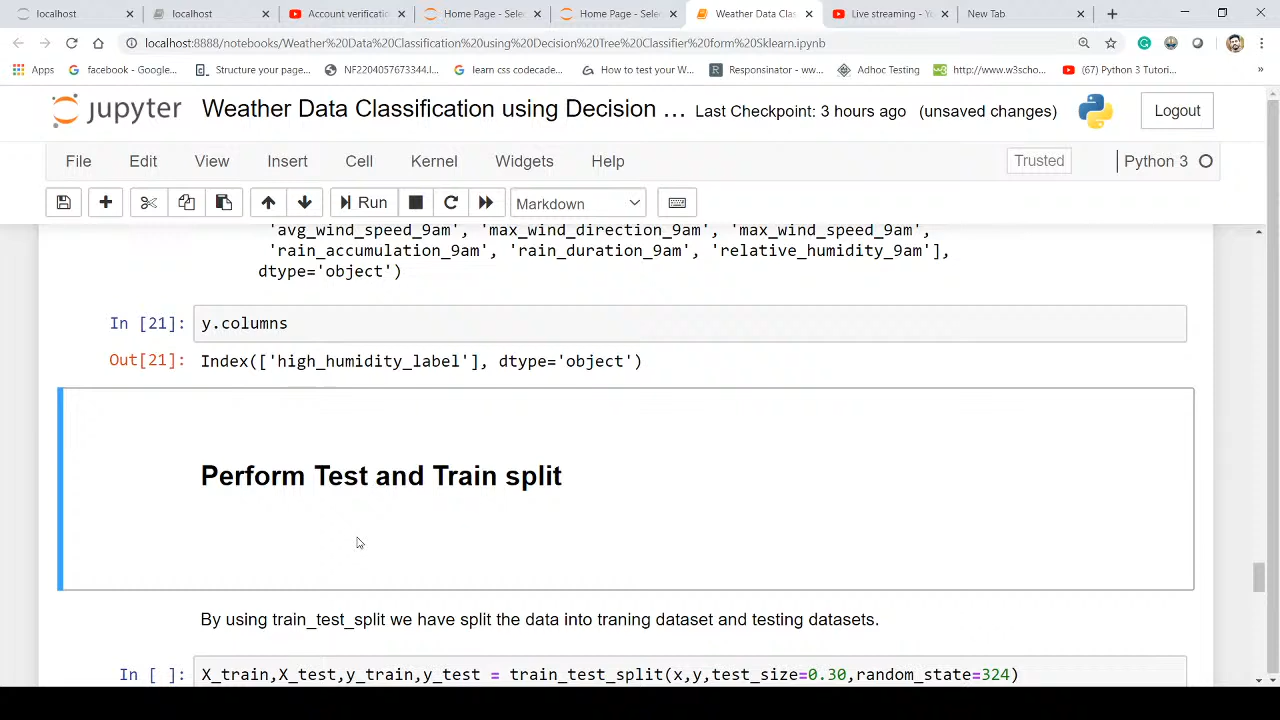 localhost
localhost
Account verificati
Home Page - Selec
Home Page - Selec
Weather Data Clas
Live streaming - Yo
New Tab
localhost:8888/notebooks/Weather%20Data%20Classification%20using%20Decision%20Tree%20Classifier%20form%20Sklearn.ipynb
Apps
facebook - Google...
Structure your page...
NF2201057673344.I...
learn css codecade...
How to test your W...
Responsinator - ww...
Adhoc Testing
http://www.w3scho...
(67) Python 3 Tutori...
»
jupyter
Weather Data Classification using Decision ...
Last Checkpoint: 3 hours ago
(unsaved changes)
Logout
File
Edit
View
Insert
Cell
Kernel
Widgets
Help
Trusted
Python 3
Run
Markdown
'avg_wind_speed_9am', 'max_wind_direction_9am', 'max_wind_speed_9am',
'rain_accumulation_9am', 'rain_duration_9am', 'relative_humidity_9am'],
dtype='object')
In [21]: y.columns
Out[21]: Index(['high_humidity_label'], dtype='object')
Perform Test and Train split
By using train_test_split we have split the data into traning dataset and testing datasets.
In [ ]: X_train,X_test,y_train,y_test = train_test_split(x,y,test_size=0.30,random_state=324)